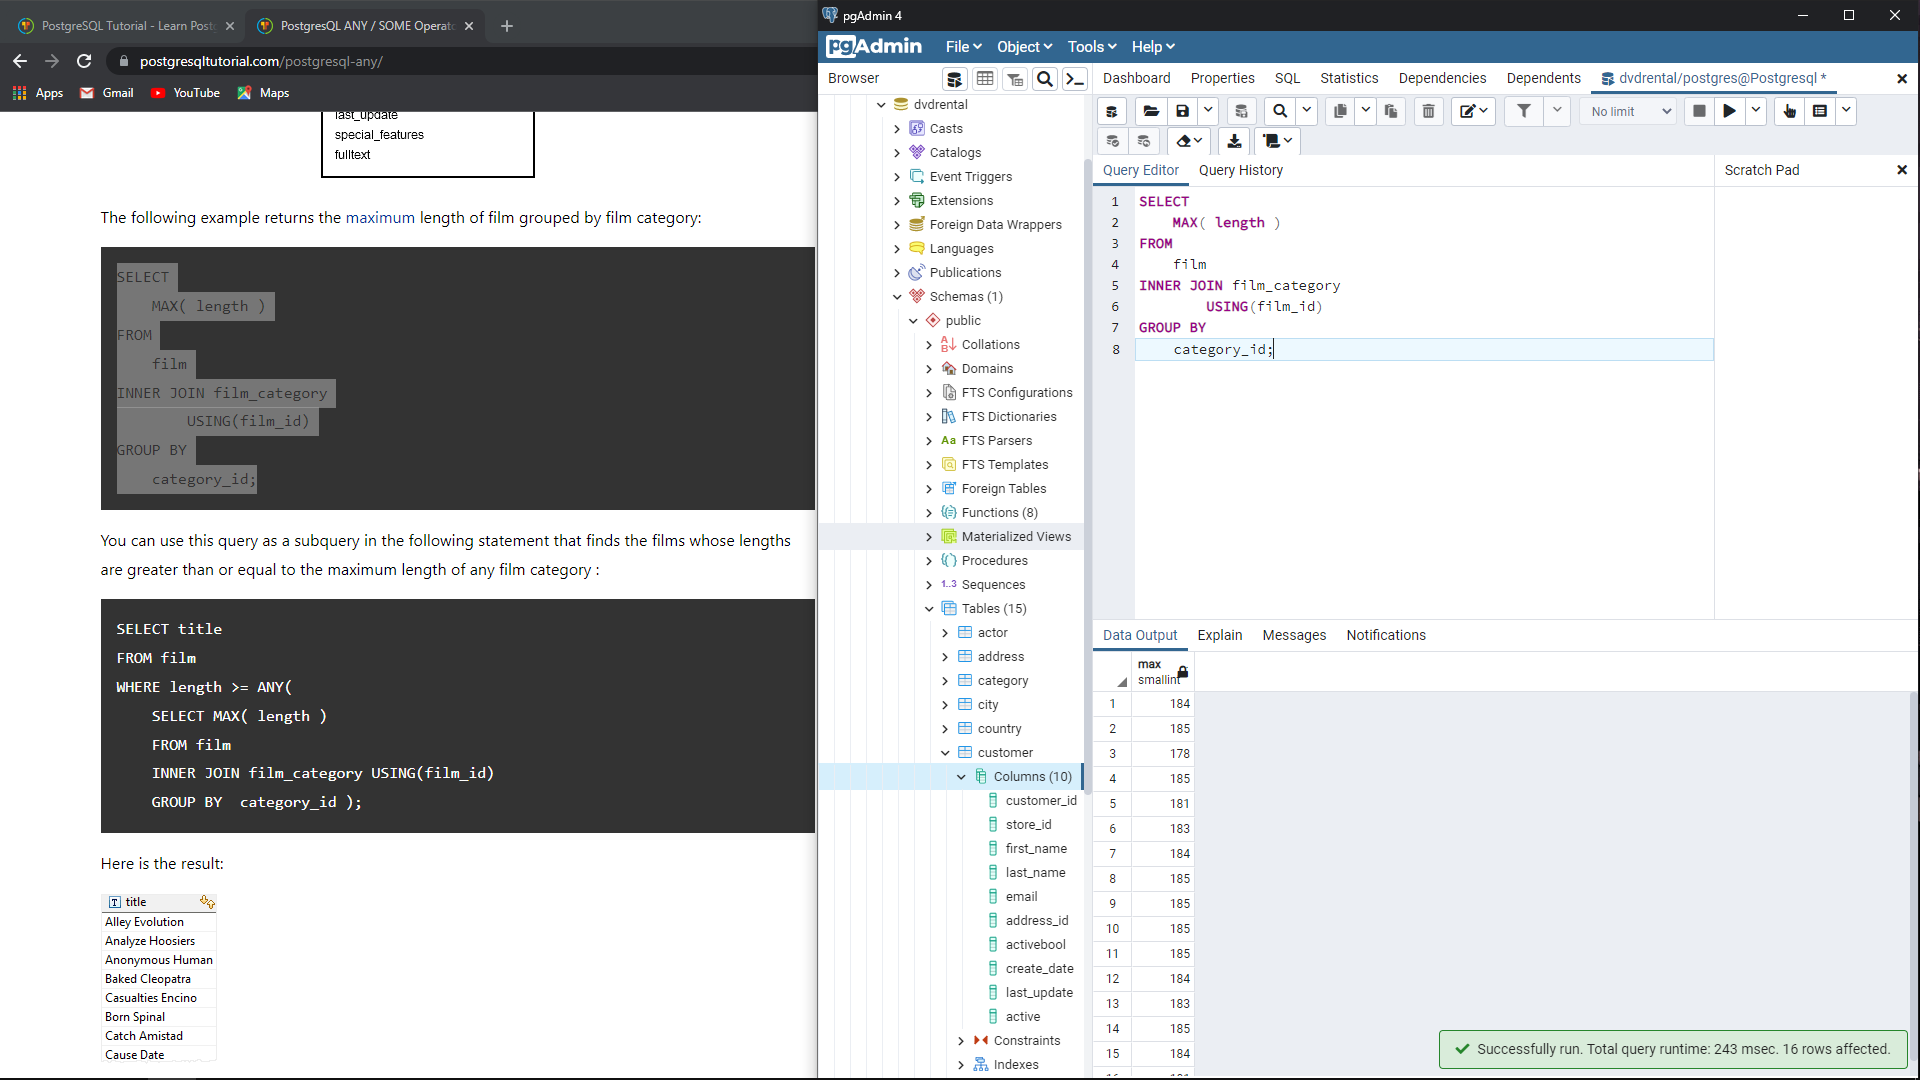 PostgreSQL Tutorial - Learn Post
PostgresQL ANY / SOME Operato
postgresqltutorial.com/postgresql-any/
Apps
Gmail
YouTube
Maps
last_update
special_features
fulltext
The following example returns the maximum length of film grouped by film category:
SELECT
MAX( length )
FROM
film
INNER JOIN film_category
USING(film_id)
GROUP BY
category_id;
You can use this query as a subquery in the following statement that finds the films whose lengths
are greater than or equal to the maximum length of any film category :
SELECT title
FROM film
WHERE length >= ANY(
SELECT MAX( length )
FROM film
INNER JOIN film_category USING(film_id)
GROUP BY  category_id );
Here is the result:
title
Alley Evolution
Analyze Hoosiers
Anonymous Human
Baked Cleopatra
Casualties Encino
Born Spinal
Catch Amistad
Cause Date
pgAdmin 4
pgAdmin
File
Object
Tools
Help
Browser
dvdrental
Casts
Catalogs
Event Triggers
Extensions
Foreign Data Wrappers
Languages
Publications
Schemas (1)
public
Collations
Domains
FTS Configurations
FTS Dictionaries
Aa FTS Parsers
FTS Templates
Foreign Tables
Functions (8)
Materialized Views
Procedures
1..3 Sequences
Tables (15)
actor
address
category
city
country
customer
Columns (10)
customer_id
store_id
first_name
last_name
email
address_id
activebool
create_date
last_update
active
Constraints
Indexes
Dashboard
Properties
SQL
Statistics
Dependencies
Dependents
dvdrental/postgres@Postgresql *
No limit
Query Editor
Query History
Scratch Pad
1 SELECT
2 MAX( length )
3 FROM
4 film
5 INNER JOIN film_category
6 USING(film_id)
7 GROUP BY
8 category_id;
Data Output
Explain
Messages
Notifications
max
smallint
1 184
2 185
3 178
4 185
5 181
6 183
7 184
8 185
9 185
10 185
11 185
12 184
13 183
14 185
15 184
Successfully run. Total query runtime: 243 msec. 16 rows affected.